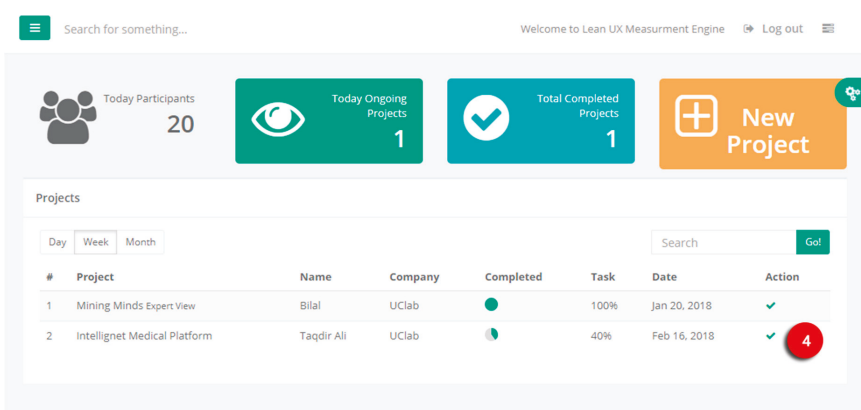 Search for something...
Welcome to Lean UX Measurment Engine
Log out
Today Participants
20
Today Ongoing
Projects
1
Total Completed
Projects
1
New
Project
Projects
Day Week Month
Search Go!
# Project Name Company Completed Task Date Action
1 Mining Minds Expert View Bilal UClab 100% Jan 20, 2018
2 Intellignet Medical Platform Taqdir Ali UClab 40% Feb 16, 2018
4